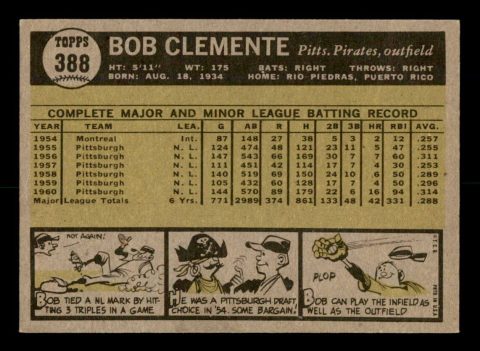 TOPPS
388
BOB CLEMENTE Pitts. Pirates, outfield
HT: 5'11" WT: 175 BATS: RIGHT THROWS: RIGHT
BORN: AUG. 18, 1934 HOME: RIO PIEDRAS, PUERTO RICO
COMPLETE MAJOR AND MINOR LEAGUE BATTING RECORD
YEAR TEAM LEA. G AB R H 2B 3B HR RBI AVG.
1954 Montreal Int. 87 148 27 38 5 3 2 12 .257
1955 Pittsburgh N. L. 124 474 48 121 23 11 5 47 .255
1956 Pittsburgh N. L. 147 543 66 169 30 7 7 60 .311
1957 Pittsburgh N. L. 111 451 42 114 17 7 4 30 .253
1958 Pittsburgh N. L. 140 519 69 150 24 10 6 50 .289
1959 Pittsburgh N. L. 105 432 60 128 17 7 4 50 .296
1960 Pittsburgh N. L. 144 570 89 179 22 6 16 94 .314
Major League Totals 6 Yrs. 771 2989 374 861 133 48 42 331 .288
NOT AGAIN!
BOB TIED A NL MARK BY HIT-
TING 3 TRIPLES IN A GAME
HE WAS A PITTSBURGH DRAFT
CHOICE IN '54. SOME BARGAIN!
PLOP
BOB CAN PLAY THE INFIELD AS
WELL AS THE OUTFIELD
©T.C.G. PRTD. IN U.S.A.